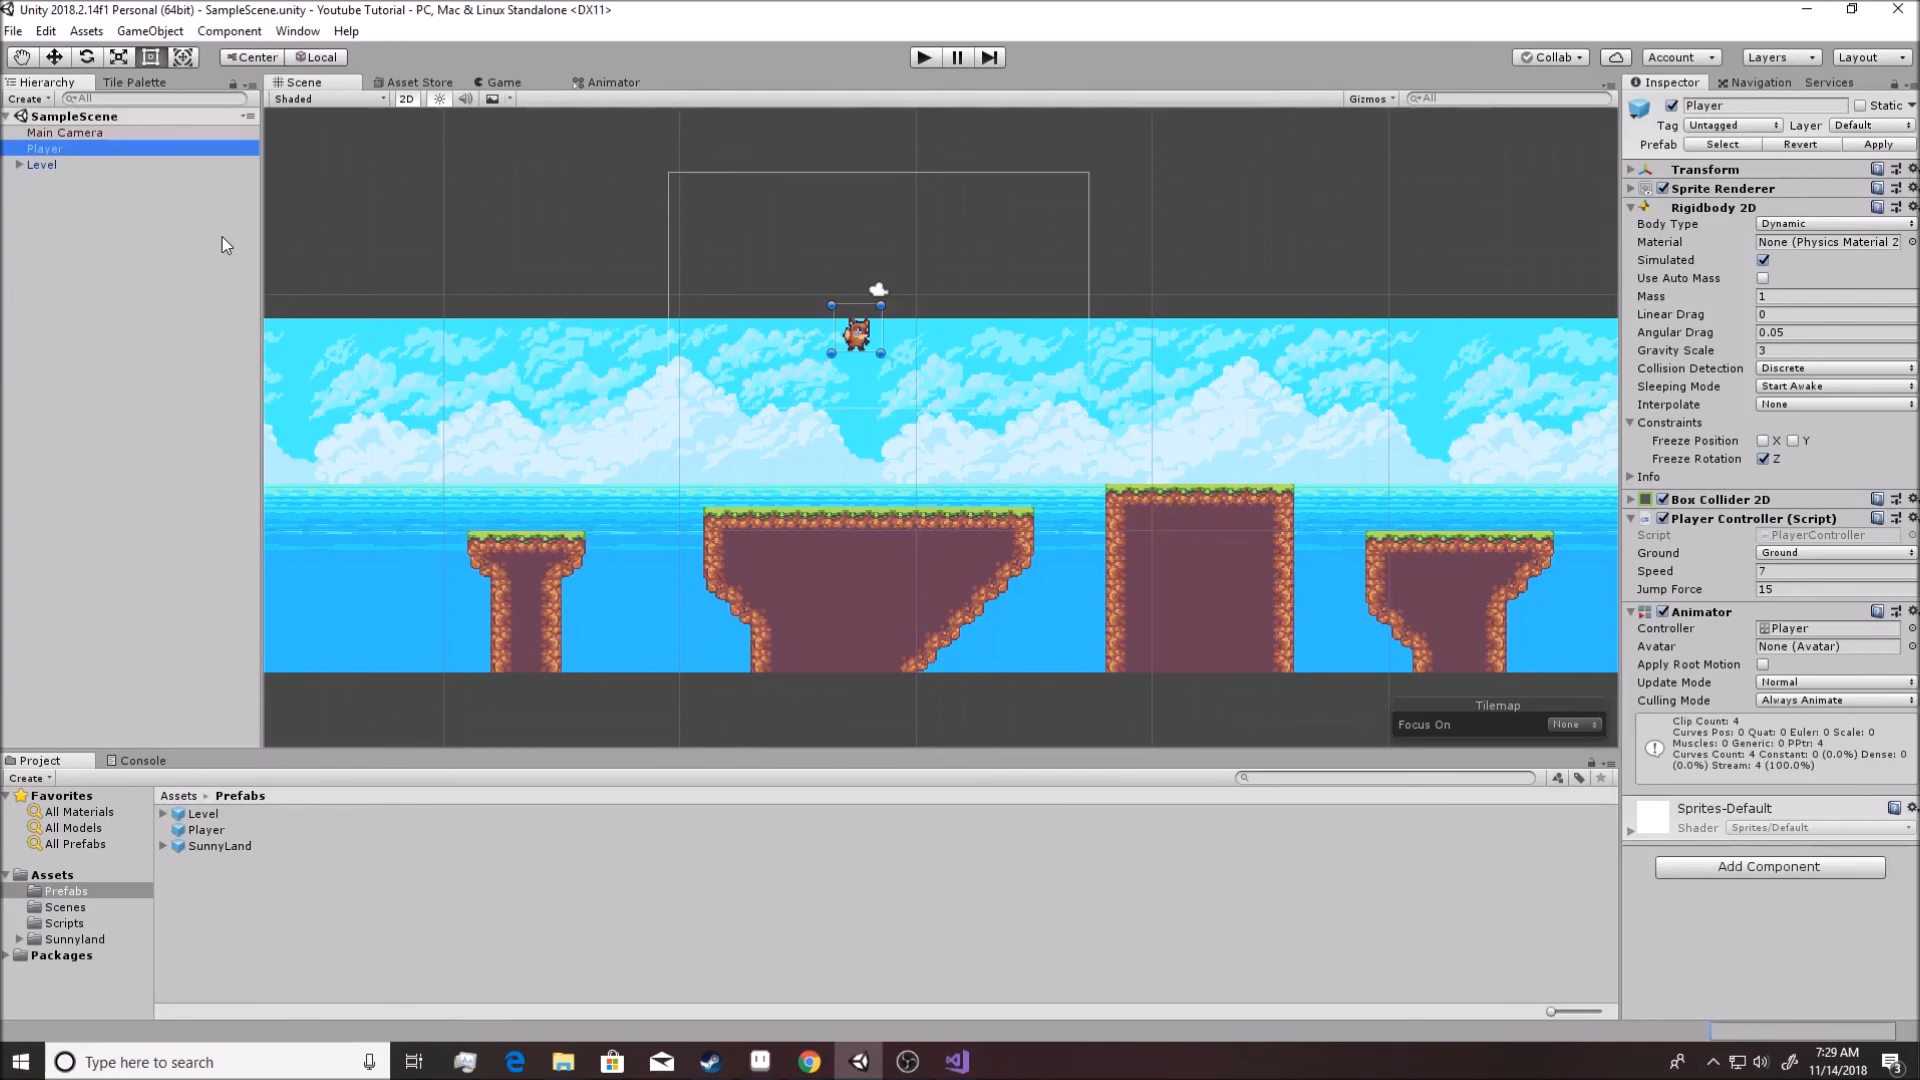 Unity 2018.2.14f1 Personal (64bit) - SampleScene.unity - Youtube Tutorial - PC, Mac & Linux Standalone <DX11>
File Edit Assets GameObject Component Window Help
Center Local Collab Account Layers Layout
Hierarchy Tile Palette Scene Asset Store Game Animator Inspector Navigation Services
Create All Shaded 2D Gizmos All
SampleScene
Main Camera
Player
Level
Player Static
Tag Untagged Layer Default
Prefab Select Revert Apply
Transform
Sprite Renderer
Rigidbody 2D
Body Type Dynamic
Material None (Physics Material 2
Simulated
Use Auto Mass
Mass 1
Linear Drag 0
Angular Drag 0.05
Gravity Scale 3
Collision Detection Discrete
Sleeping Mode Start Awake
Interpolate None
Constraints
Freeze Position X Y
Freeze Rotation Z
Info
Box Collider 2D
Player Controller (Script)
Script PlayerController
Ground Ground
Speed 7
Jump Force 15
Animator
Controller Player
Avatar None (Avatar)
Apply Root Motion
Update Mode Normal
Culling Mode Always Animate
Clip Count: 4
Curves Pos: 0 Quat: 0 Euler: 0 Scale: 0
Muscles: 0 Generic: 0 PPtr: 4
Curves Count: 4 Constant: 0 (0.0%) Dense: 0
(0.0%) Stream: 4 (100.0%)
Sprites-Default
Shader Sprites/Default
Add Component
Tilemap
Focus On None
Project Console
Create
Favorites
All Materials
All Models
All Prefabs
Assets
Prefabs
Scenes
Scripts
Sunnyland
Packages
Assets Prefabs
Level
Player
SunnyLand
Type here to search
7:29 AM
11/14/2018
3